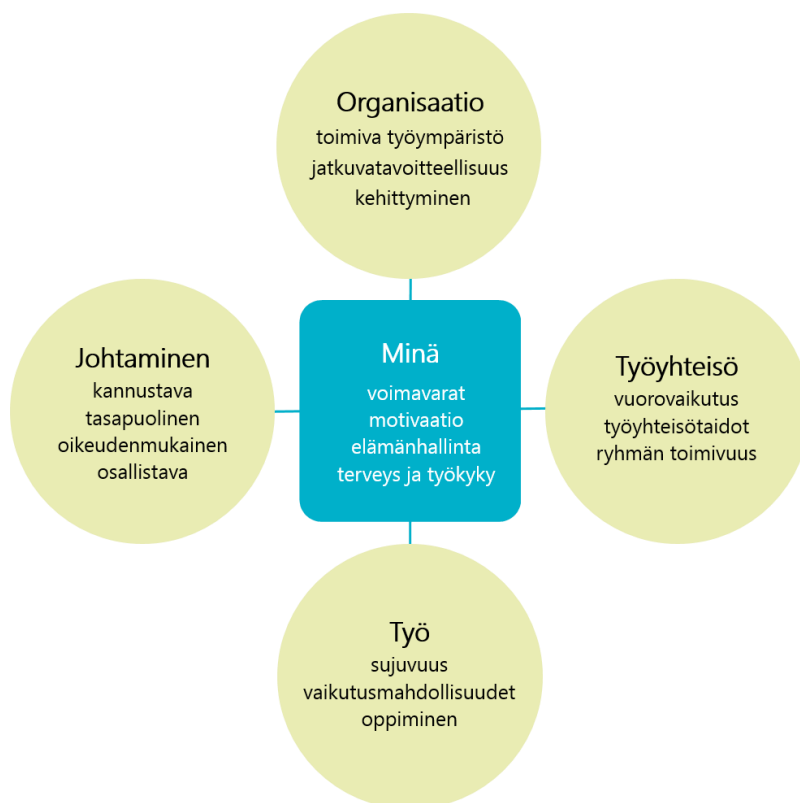 Organisaatio
toimiva työympäristö
jatkuvatavoitteellisuus
kehittyminen
Johtaminen
kannustava
tasapuolinen
oikeudenmukainen
osallistava
Minä
voimavarat
motivaatio
elämänhallinta
terveys ja työkyky
Työyhteisö
vuorovaikutus
työyhteisötaidot
ryhmän toimivuus
Työ
sujuvuus
vaikutusmahdollisuudet
oppiminen